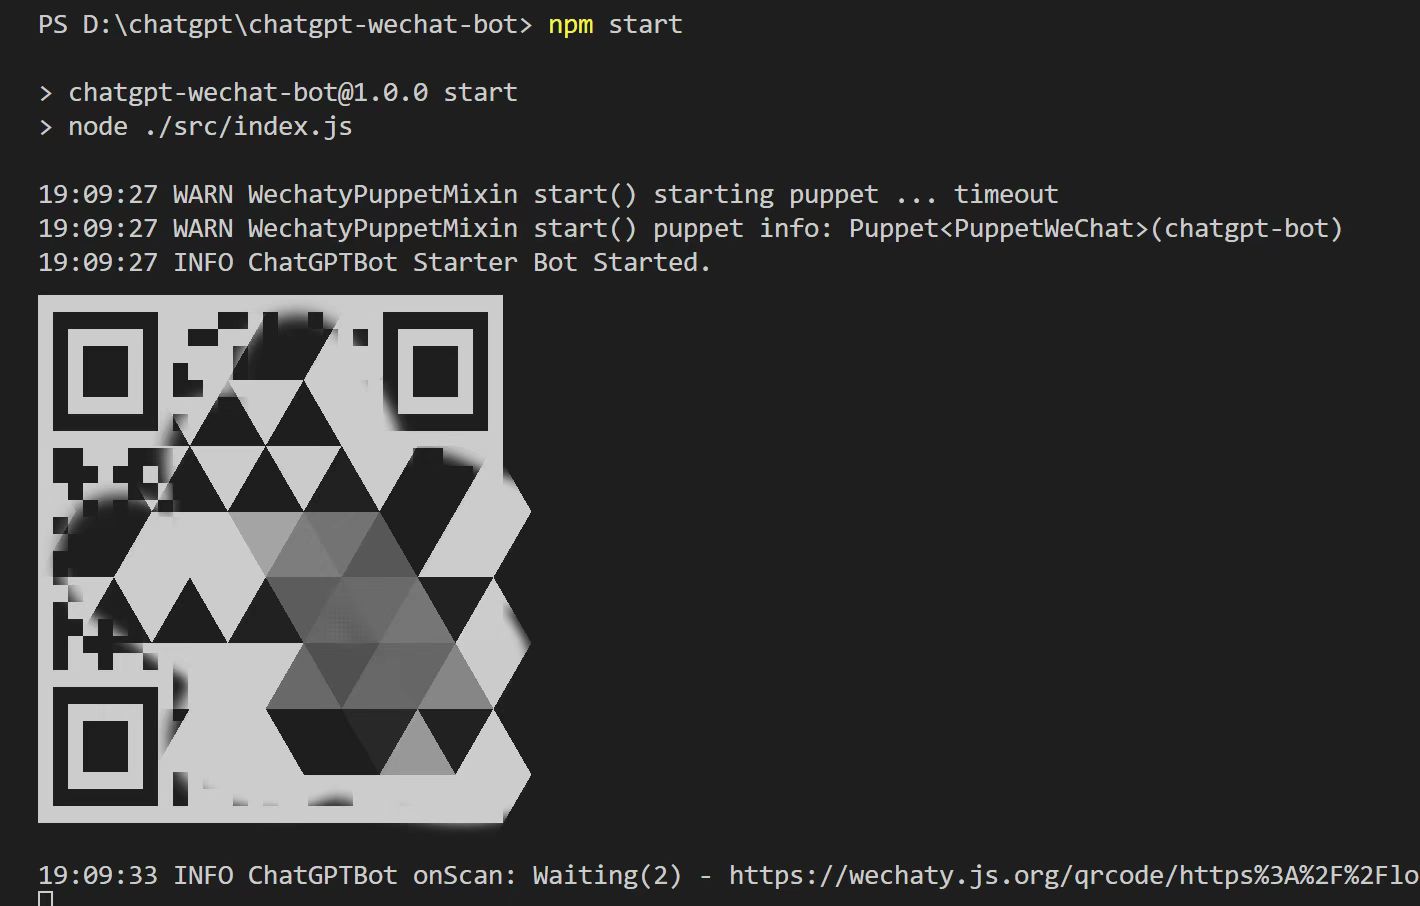 PS D:\chatgpt\chatgpt-wechat-bot> npm start
> chatgpt-wechat-bot@1.0.0 start
> node ./src/index.js
19:09:27 WARN WechatyPuppetMixin start() starting puppet ... timeout
19:09:27 WARN WechatyPuppetMixin start() puppet info: Puppet<PuppetWeChat>(chatgpt-bot)
19:09:27 INFO ChatGPTBot Starter Bot Started.
19:09:33 INFO ChatGPTBot onScan: Waiting(2) - https://wechaty.js.org/qrcode/https%3A%2F%2Flo